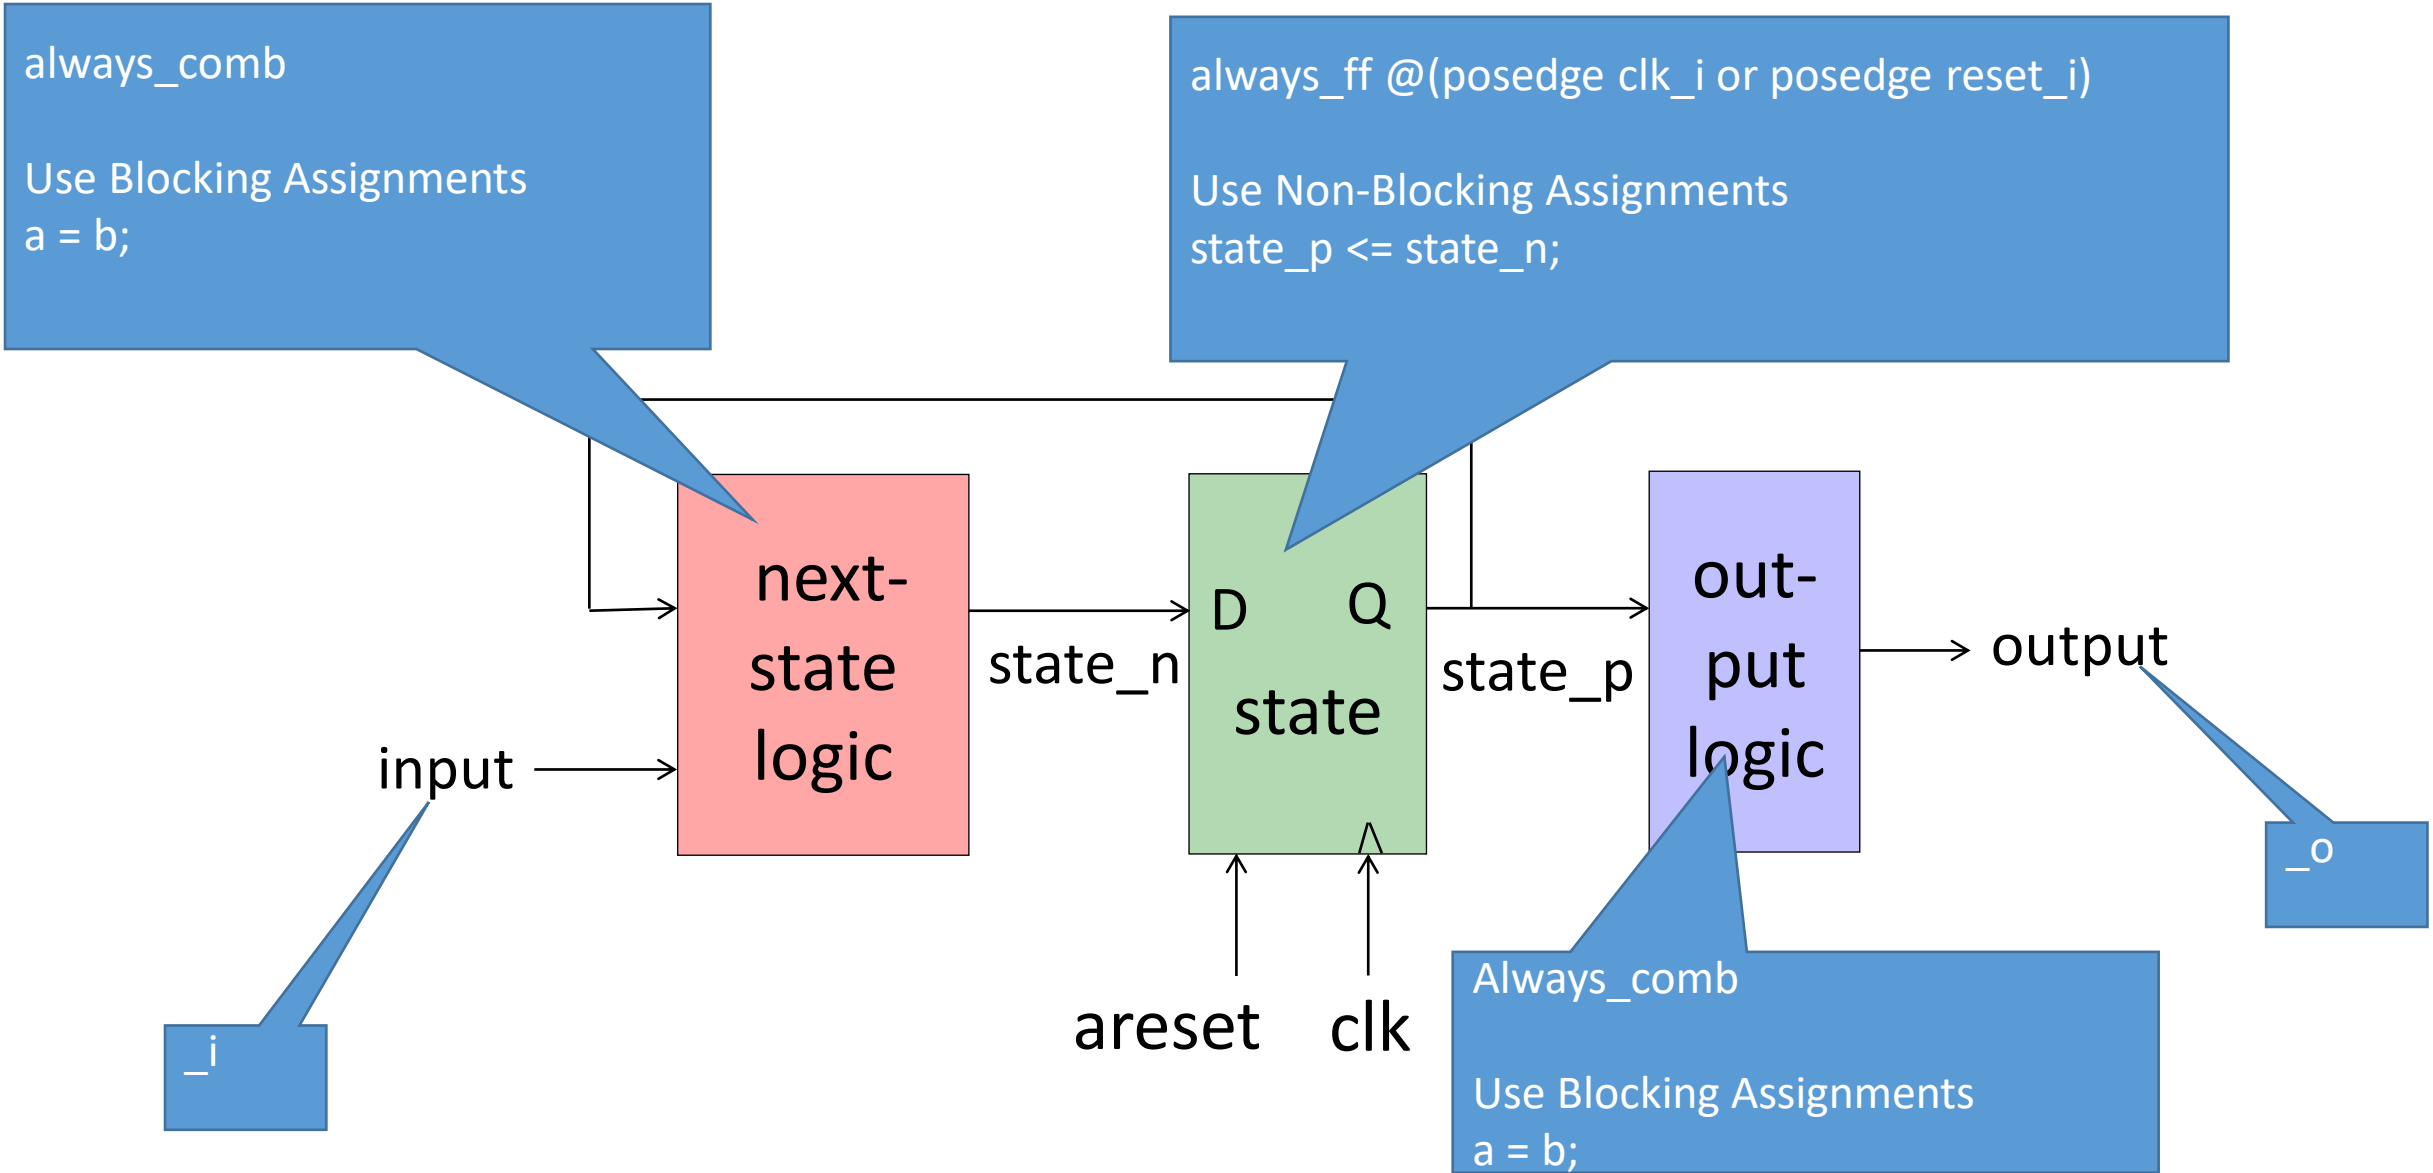 always_comb
Use Blocking Assignments
a = b;
always_ff @(posedge clk_i or posedge reset_i)
Use Non-Blocking Assignments
state_p <= state_n;
next-
state
logic
D
Q
state
out-
put
logic
state_n
state_p
input
output
areset
clk
_i
_o
Always_comb
Use Blocking Assignments
a = b;